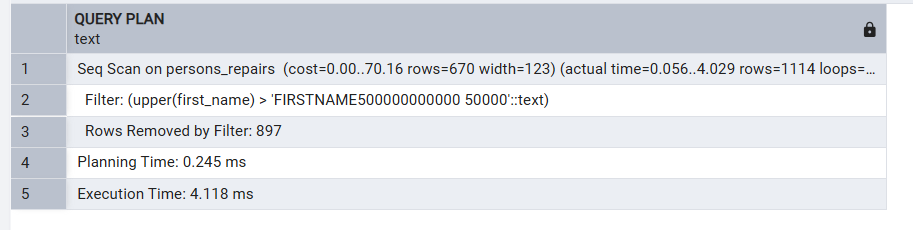 QUERY PLAN
text
1 Seq Scan on persons_repairs (cost=0.00..70.16 rows=670 width=123) (actual time=0.056..4.029 rows=1114 loops=…
2 Filter: (upper(first_name) > 'FIRSTNAME500000000000 50000'::text)
3 Rows Removed by Filter: 897
4 Planning Time: 0.245 ms
5 Execution Time: 4.118 ms